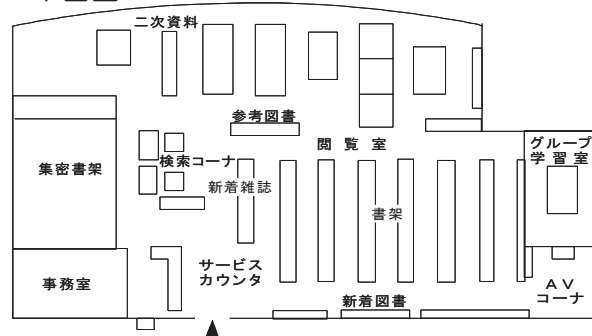 二次資料
参考図書
閲覧室
グループ
学習室
検索コーナ
集密書架
新着雑誌
書架
サービス
カウンタ
事務室
新着図書
AV
コーナ